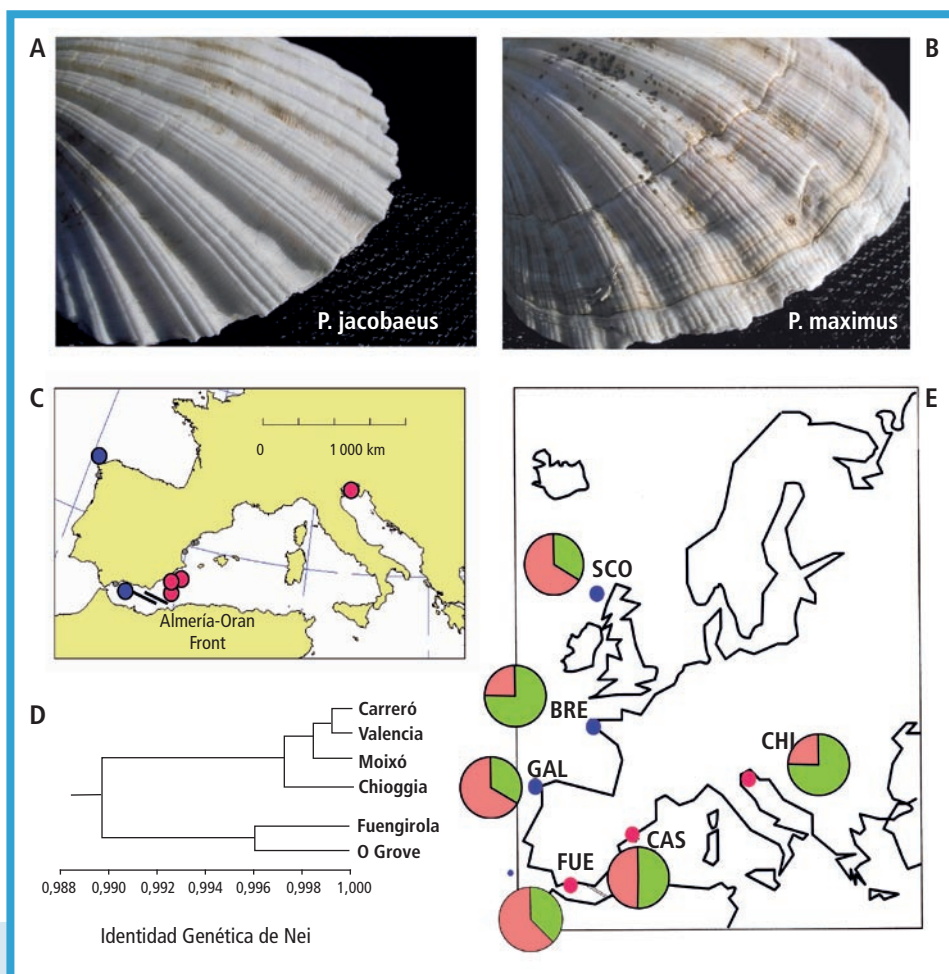 A
P. jacobaeus
B
P. maximus
C
0
1 000 km
Almería-Oran
Front
D
Carreró
Valencia
Moixó
Chioggia
Fuengirola
O Grove
0,988
0,990
0,992
0,994
0,996
0,998
1,000
Identidad Genética de Nei
E
SCO
BRE
CHI
GAL
CAS
FUE